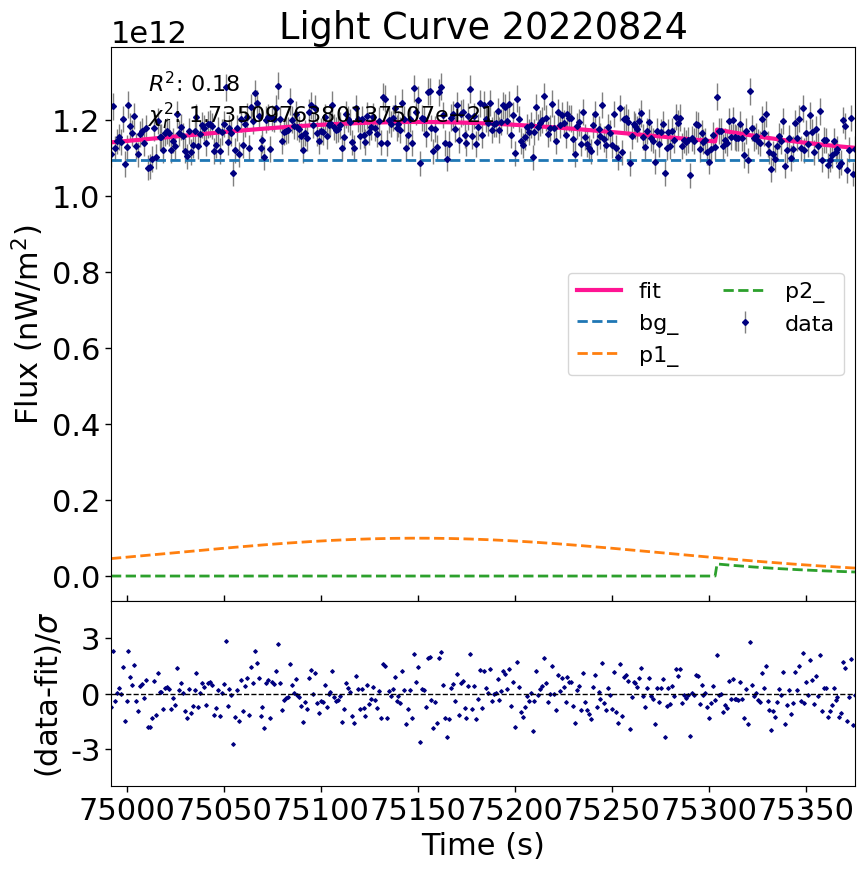 Light Curve 20220824
1e12
R²: 0.18
1.2
1.0
0.8
0.6
0.4
0.2
0.0
Flux (nW/m²)
fit
bg_
p1_
p2_
data
3
0
-3
(data-fit)/σ
75000 75050 75100 75150 75200 75250 75300 75350
Time (s)